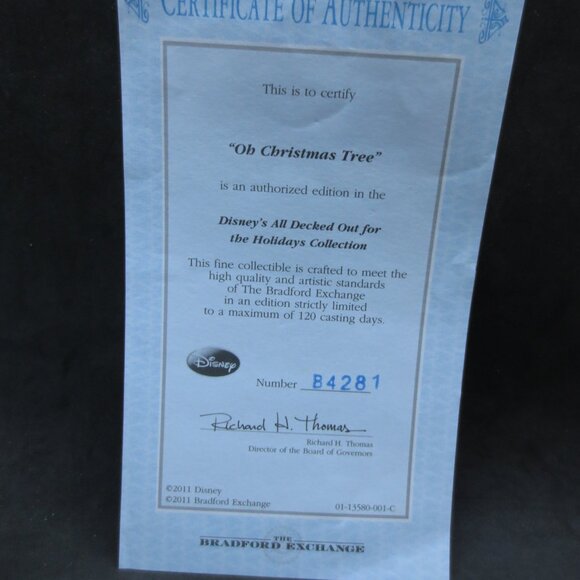 CERTIFICATE OF AUTHENTICITY
This is to certify
"Oh Christmas Tree"
is an authorized edition in the
Disney's All Decked Out for
the Holidays Collection
This fine collectible is crafted to meet the
high quality and artistic standards
of The Bradford Exchange
in an edition strictly limited
to a maximum of 120 casting days.
Disney
Number B4281
Richard H. Thomas
Richard H. Thomas
Director of the Board of Governors
©2011 Disney
©2011 Bradford Exchange 01-13580-001-C
THE
BRADFORD EXCHANGE